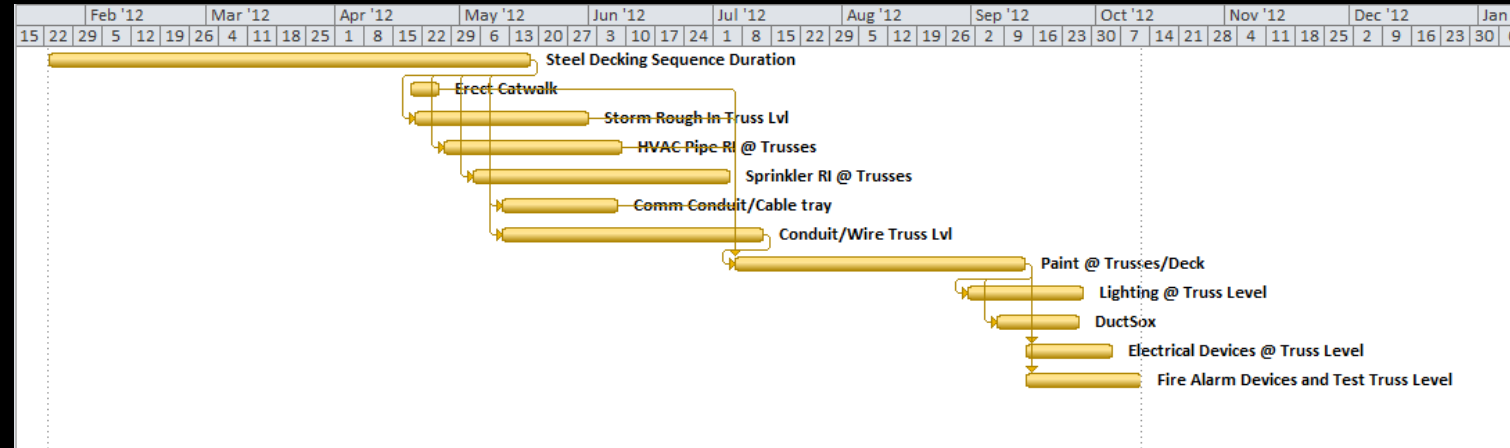 Feb '12 Mar '12 Apr '12 May '12 Jun '12 Jul '12 Aug '12 Sep '12 Oct '12 Nov '12 Dec '12 Jan
15 22 29 5 12 19 26 4 11 18 25 1 8 15 22 29 6 13 20 27 3 10 17 24 1 8 15 22 29 5 12 19 26 2 9 16 23 30 7 14 21 28 4 11 18 25 2 9 16 23 30
Steel Decking Sequence Duration
Erect Catwalk
Storm Rough In Truss Lvl
HVAC Pipe RI @ Trusses
Sprinkler RI @ Trusses
Comm Conduit/Cable tray
Conduit/Wire Truss Lvl
Paint @ Trusses/Deck
Lighting @ Truss Level
DuctSox
Electrical Devices @ Truss Level
Fire Alarm Devices and Test Truss Level